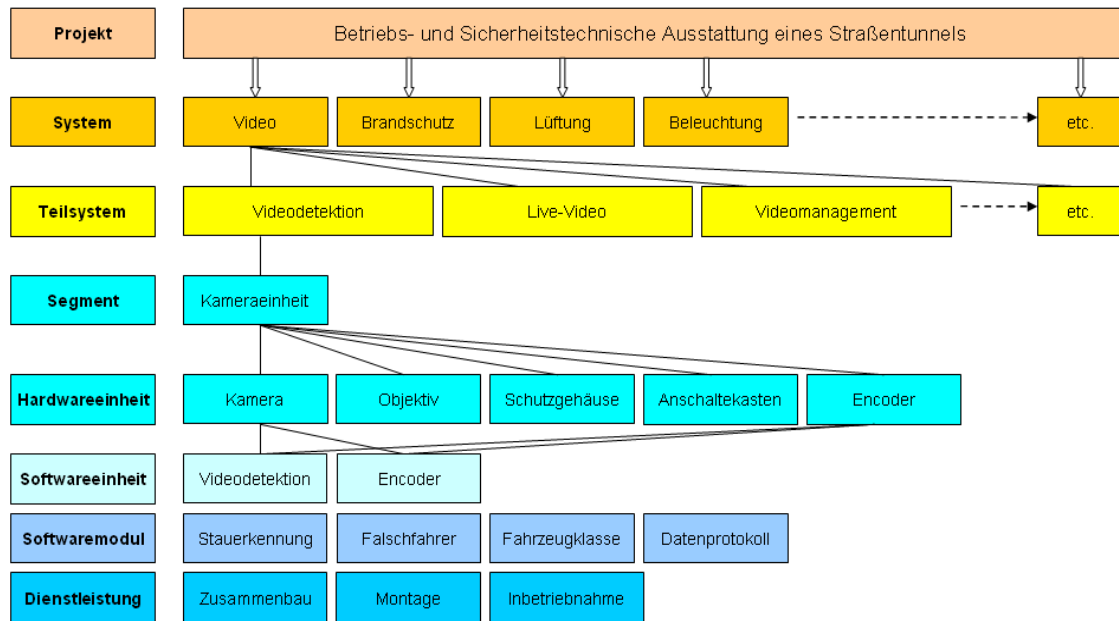 Projekt
Betriebs- und Sicherheitstechnische Ausstattung eines Straßentunnels
System
Video
Brandschutz
Lüftung
Beleuchtung
etc.
Teilsystem
Videodetektion
Live-Video
Videomanagement
etc.
Segment
Kameraeinheit
Hardwareeinheit
Kamera
Objektiv
Schutzgehäuse
Anschaltekasten
Encoder
Softwareeinheit
Videodetektion
Encoder
Softwaremodul
Stauerkennung
Falschfahrer
Fahrzeugklasse
Datenprotokoll
Dienstleistung
Zusammenbau
Montage
Inbetriebnahme